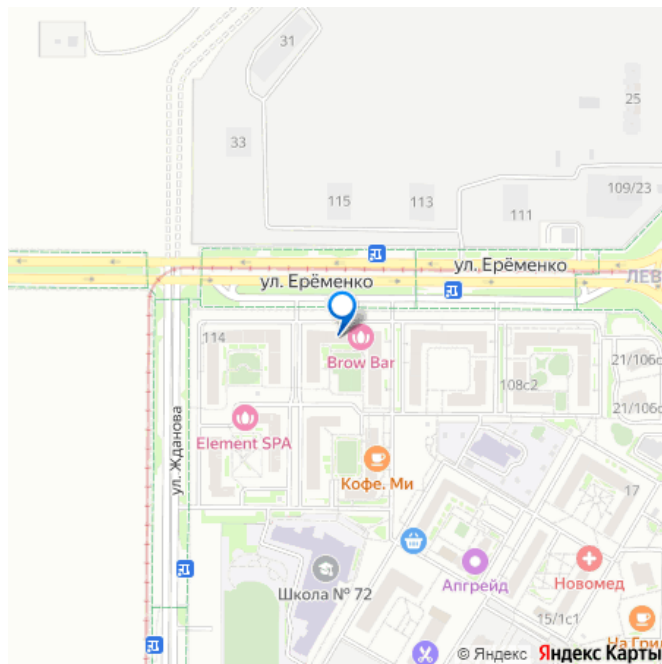 31
25
33
115
113
111
109/23
ул. Ерёменко
ул. Ерёменко
ЛЕВ
114
Brow Bar
21/106с
108с2
21/106с
ул. Жданова
Element SPA
Кофе. Ми
17
Школа № 72
Апгрейд
Новомед
15/1с1
На Гри
© Яндекс Яндекс Карты